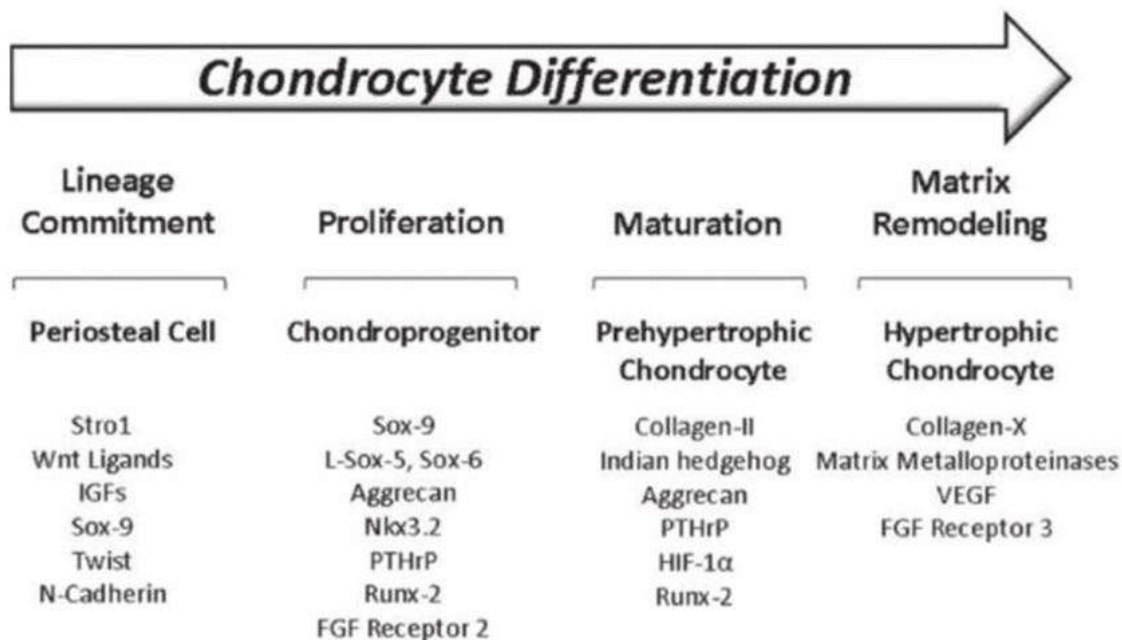 Chondrocyte Differentiation
Lineage
Commitment
Proliferation
Maturation
Matrix
Remodeling
Periosteal Cell
Stro1
Wnt Ligands
IGFs
Sox-9
Twist
N-Cadherin
Chondroprogenitor
Sox-9
L-Sox-5, Sox-6
Aggrecan
Nkx3.2
PTHrP
Runx-2
FGF Receptor 2
Prehypertrophic
Chondrocyte
Collagen-II
Indian hedgehog
Aggrecan
PTHrP
HIF-1α
Runx-2
Hypertrophic
Chondrocyte
Collagen-X
Matrix Metalloproteinases
VEGF
FGF Receptor 3